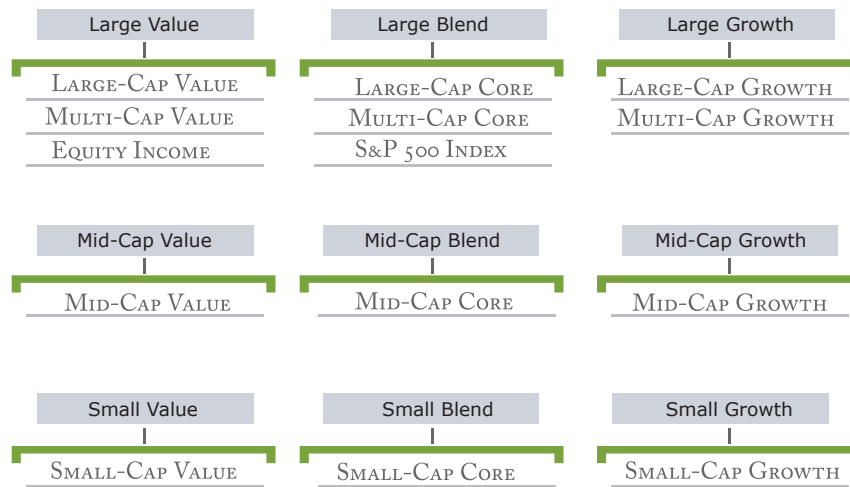 Large Value
Large Blend
Large Growth
Large-Cap Value
Large-Cap Core
Large-Cap Growth
Multi-Cap Value
Multi-Cap Core
Multi-Cap Growth
Equity Income
S&P 500 Index
Mid-Cap Value
Mid-Cap Blend
Mid-Cap Growth
Mid-Cap Value
Mid-Cap Core
Mid-Cap Growth
Small Value
Small Blend
Small Growth
Small-Cap Value
Small-Cap Core
Small-Cap Growth